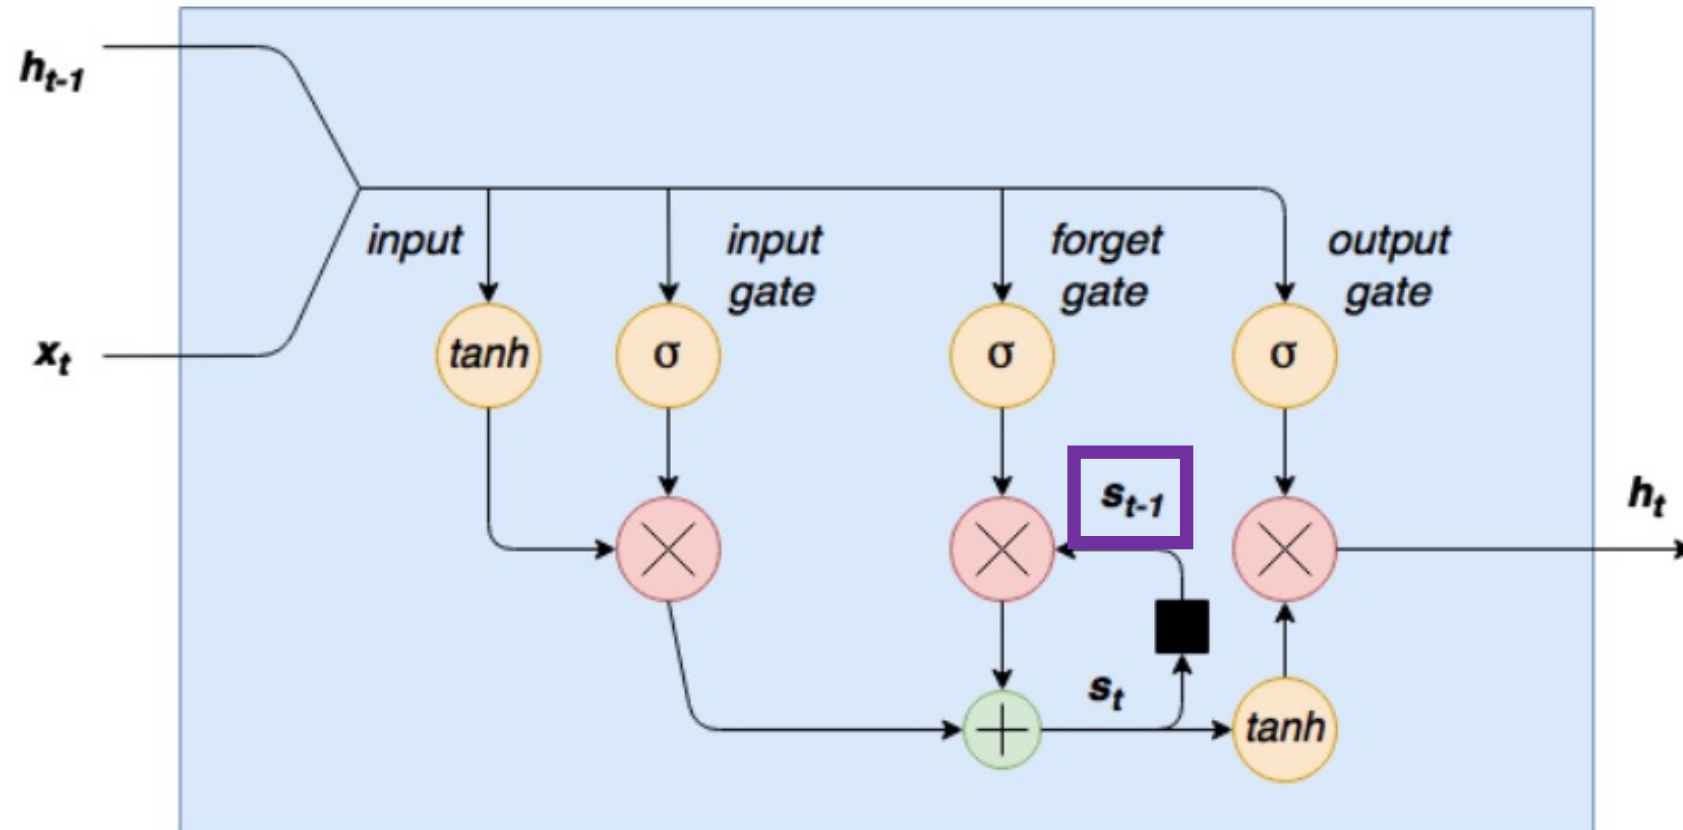 h_{t-1}
input
input
gate
forget
gate
output
gate
x_t
tanh
σ
σ
σ
s_{t-1}
h_t
s_t
tanh